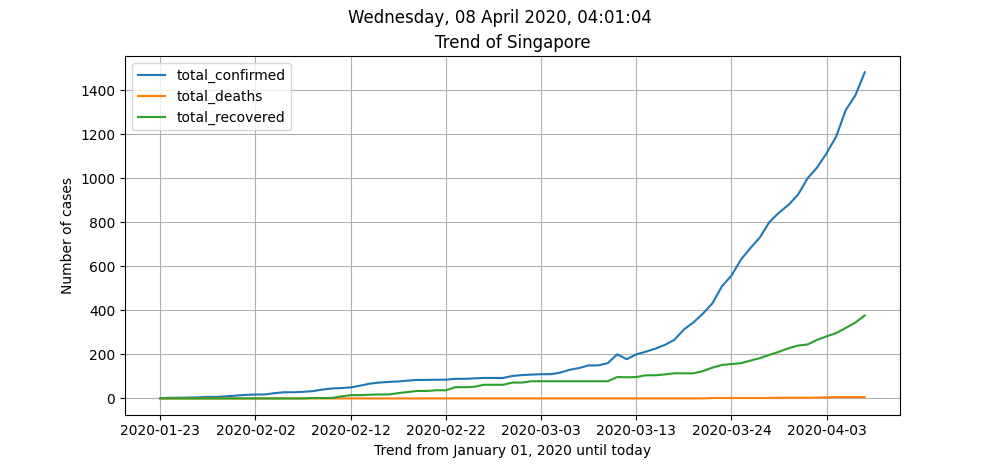 Wednesday, 08 April 2020, 04:01:04
Trend of Singapore
total_confirmed
total_deaths
total_recovered
Number of cases
1400
1200
1000
800
600
400
200
0
2020-01-23 2020-02-02 2020-02-12 2020-02-22 2020-03-03 2020-03-13 2020-03-24 2020-04-03
Trend from January 01, 2020 until today